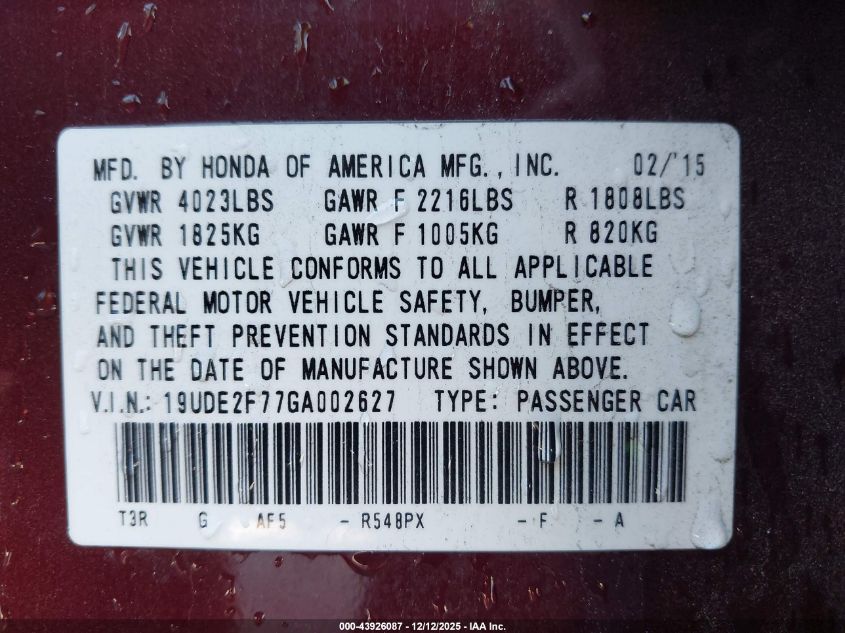 MFD. BY HONDA OF AMERICA MFG., INC. 02/'15
GVWR 4023LBS GAWR F 2216LBS R 1808LBS
GVWR 1825KG GAWR F 1005KG R 820KG
THIS VEHICLE CONFORMS TO ALL APPLICABLE
FEDERAL MOTOR VEHICLE SAFETY, BUMPER,
AND THEFT PREVENTION STANDARDS IN EFFECT
ON THE DATE OF MANUFACTURE SHOWN ABOVE.
V.I.N.: 19UDE2F77GA002627 TYPE: PASSENGER CAR
T3R G AF5 - R548PX - F - A
000-43926087 - 12/12/2025 - IAA Inc.